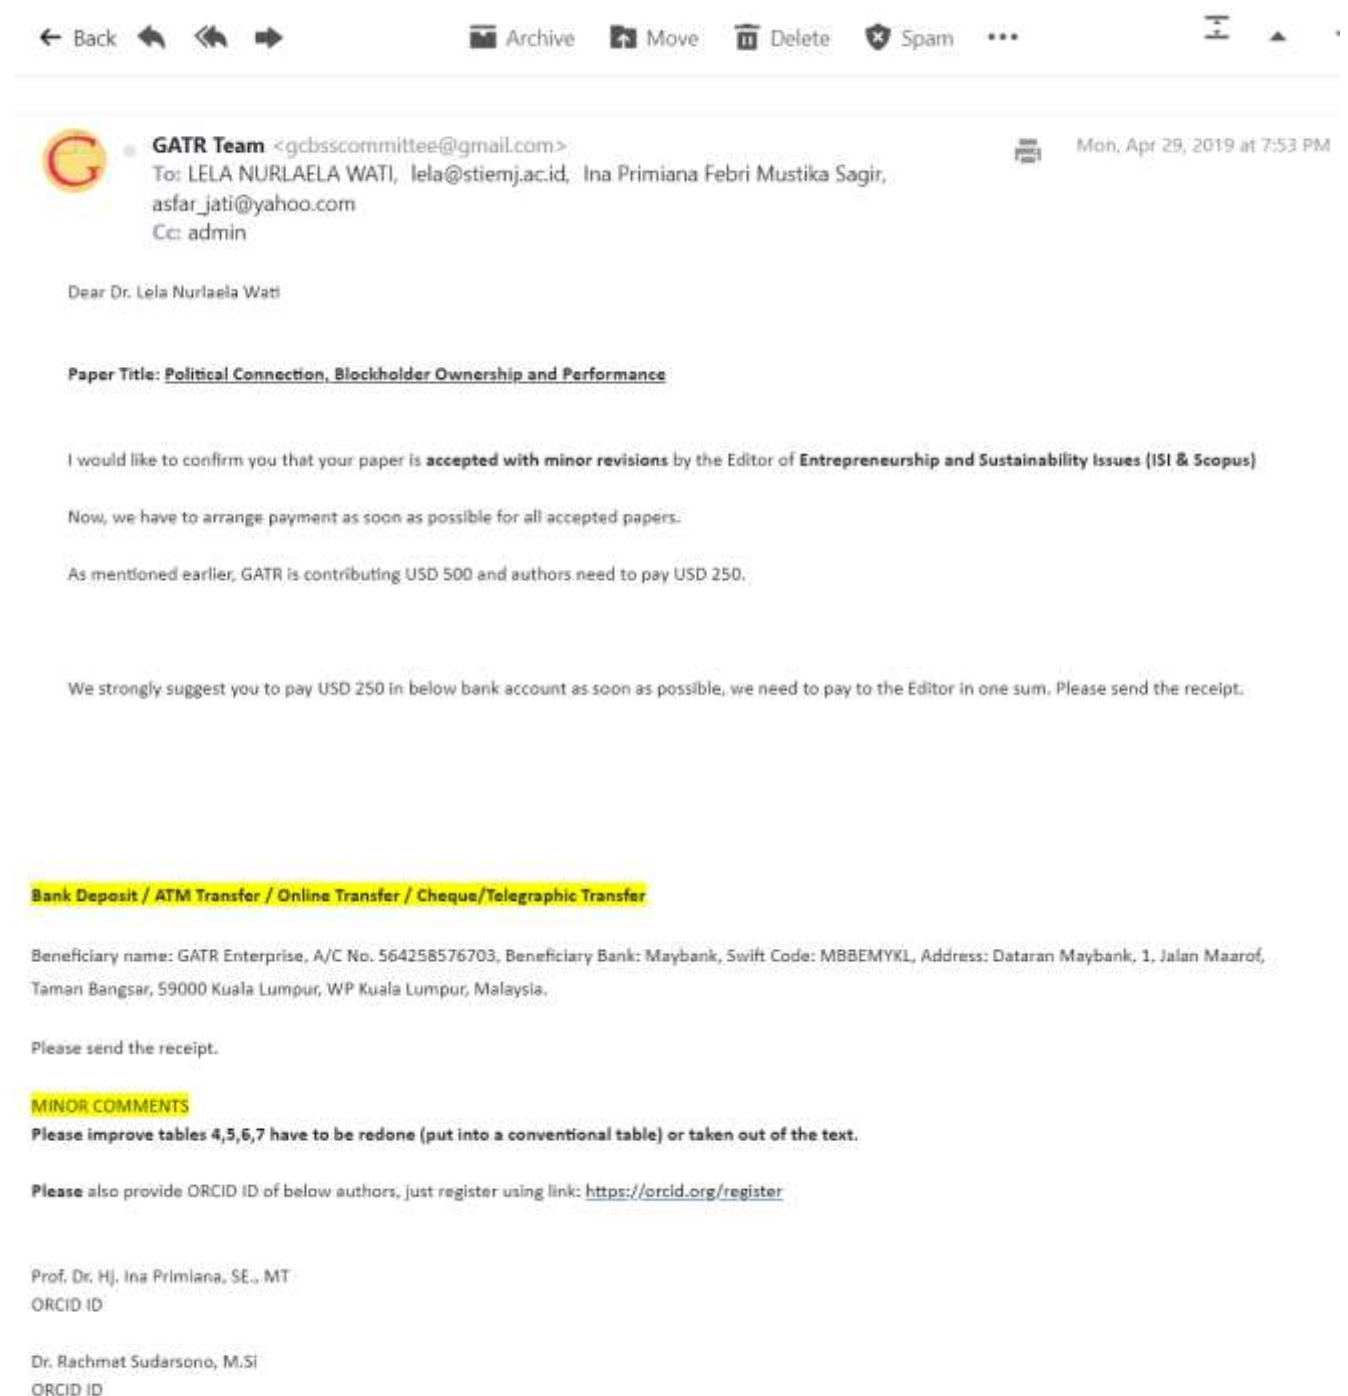 Back
Archive
Move
Delete
Spam
G
GATR Team <gcbsscommittee@gmail.com>
Mon, Apr 29, 2019 at 7:53 PM
To: LELA NURLAELA WATI, lela@stiemj.ac.id, Ina Primiana Febri Mustika Sagir,
asfar_jati@yahoo.com
Cc: admin
Dear Dr. Lela Nurlaela Wati
Paper Title: Political Connection, Blockholder Ownership and Performance
I would like to confirm you that your paper is accepted with minor revisions by the Editor of Entrepreneurship and Sustainability Issues (ISI & Scopus)
Now, we have to arrange payment as soon as possible for all accepted papers.
As mentioned earlier, GATR is contributing USD 500 and authors need to pay USD 250.
We strongly suggest you to pay USD 250 in below bank account as soon as possible, we need to pay to the Editor in one sum. Please send the receipt.
Bank Deposit / ATM Transfer / Online Transfer / Cheque/Telegraphic Transfer
Beneficiary name: GATR Enterprise, A/C No. 564258576703, Beneficiary Bank: Maybank, Swift Code: MBBEMYKL, Address: Dataran Maybank, 1, Jalan Maarof,
Taman Bangsar, 59000 Kuala Lumpur, WP Kuala Lumpur, Malaysia.
Please send the receipt.
MINOR COMMENTS
Please improve tables 4,5,6,7 have to be redone (put into a conventional table) or taken out of the text.
Please also provide ORCID ID of below authors, just register using link: https://orcid.org/register
Prof. Dr. Hj. Ina Primiana, SE., MT
ORCID ID
Dr. Rachmat Sudarsono, M.Si
ORCID ID